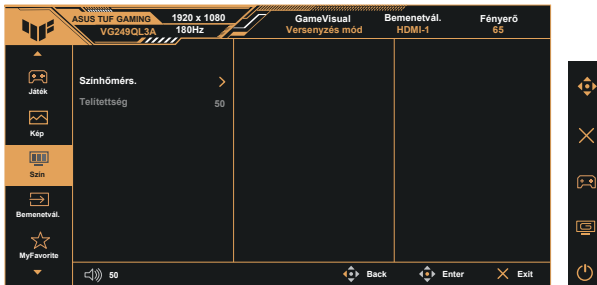 ASUS TUF GAMING 1920 x 1080
VG249QL3A 180Hz
GameVisual
Versenyzés mód
Bemenetvál.
HDMI-1
Fényerő
65
Játék
Kép
Szín
Bemenetvál.
MyFavorite
Színhőmérs.
Telítettség 50
50
Back
Enter
Exit